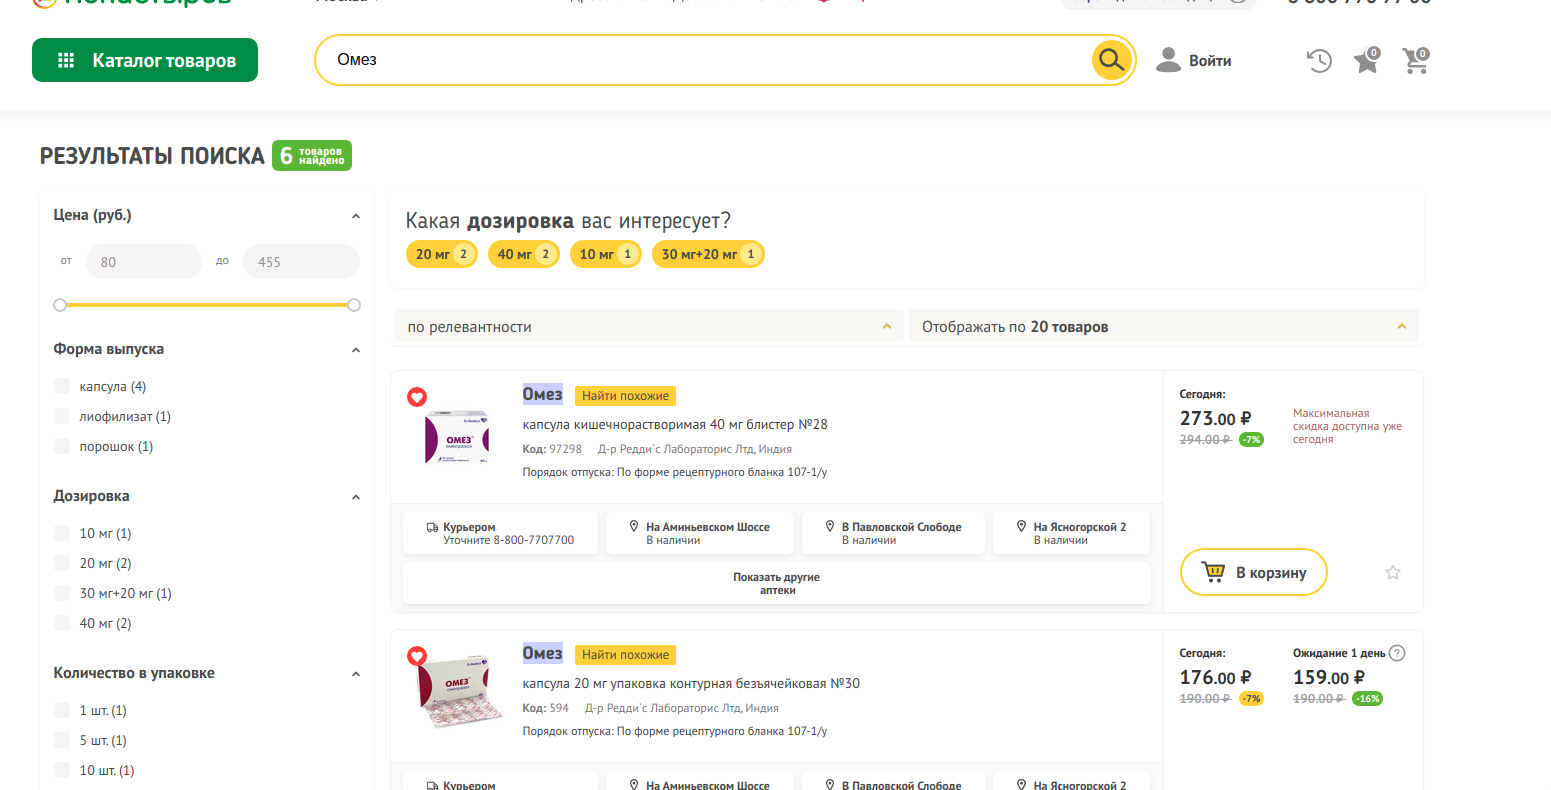 Каталог товаров
Омез
Войти
0
0
РЕЗУЛЬТАТЫ ПОИСКА 6 товаров найдено
Цена (руб.)
от 80 до 455
Форма выпуска
капсула (4)
лиофилизат (1)
порошок (1)
Дозировка
10 мг (1)
20 мг (2)
30 мг+20 мг (1)
40 мг (2)
Количество в упаковке
1 шт. (1)
5 шт. (1)
10 шт. (1)
Какая дозировка вас интересует?
20 мг 2 40 мг 2 10 мг 1 30 мг+20 мг 1
по релевантности
Отображать по 20 товаров
Омез Найти похожие
капсула кишечнорастворимая 40 мг блистер №28
Код: 97298 Д-р Редди`с Лабораторис Лтд, Индия
Порядок отпуска: По форме рецептурного бланка 107-1/у
ОМЕЗ
Курьером
Уточните 8-800-7707700
На Аминьевском Шоссе
В наличии
В Павловской Слободе
В наличии
На Ясногорской 2
В наличии
Показать другие
аптеки
Сегодня:
273.00 ₽
294.00 ₽ -7%
Максимальная
скидка доступна уже
сегодня
В корзину
Омез Найти похожие
капсула 20 мг упаковка контурная безъячейковая №30
Код: 594 Д-р Редди`с Лабораторис Лтд, Индия
Порядок отпуска: По форме рецептурного бланка 107-1/у
ОМЕЗ
Курьером
На Аминьевском Шоссе
В Павловской Слободе
На Ясногорской 2
Сегодня:
176.00 ₽
190.00 ₽ -7%
Ожидание 1 день ?
159.00 ₽
190.00 ₽ -16%